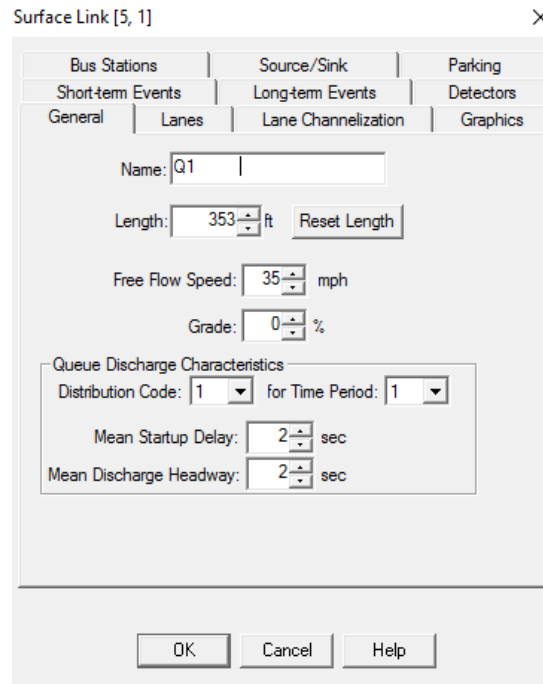 Surface Link [5, 1]
Bus Stations Source/Sink Parking
Short-term Events Long-term Events Detectors
General Lanes Lane Channelization Graphics
Name: Q1
Length: 353 ft Reset Length
Free Flow Speed: 35 mph
Grade: 0 %
Queue Discharge Characteristics
Distribution Code: 1 for Time Period: 1
Mean Startup Delay: 2 sec
Mean Discharge Headway: 2 sec
OK Cancel Help